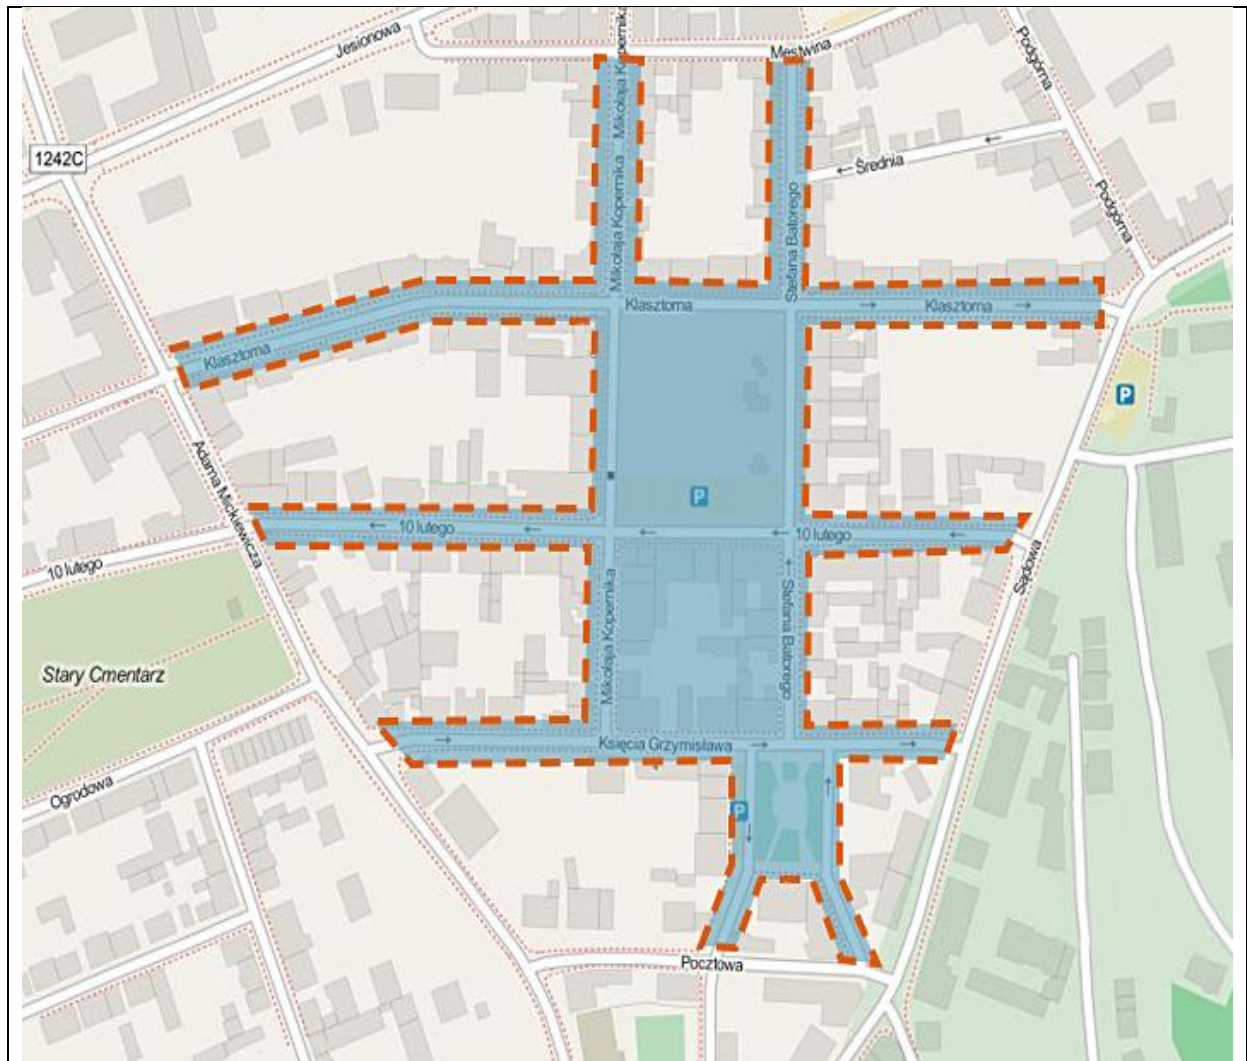 Jesionowa
Mikołaja Kopernika
Mestwina
Podgórna
1242C
← Średnia
←
Mikołaja Kopernika
Stefana Batorego
Podgórna
Klasztorna
→
Klasztorna
→
Klasztorna
P
Adama Mickiewicza
P
← 10 lutego ←
←
← 10 lutego ←
10 lutego
Sądowa
Mikołaja Kopernika
→ Stefana Batorego
Stary Cmentarz
→ Księcia Grzymisława → →
Ogrodowa
P
Pocztowa